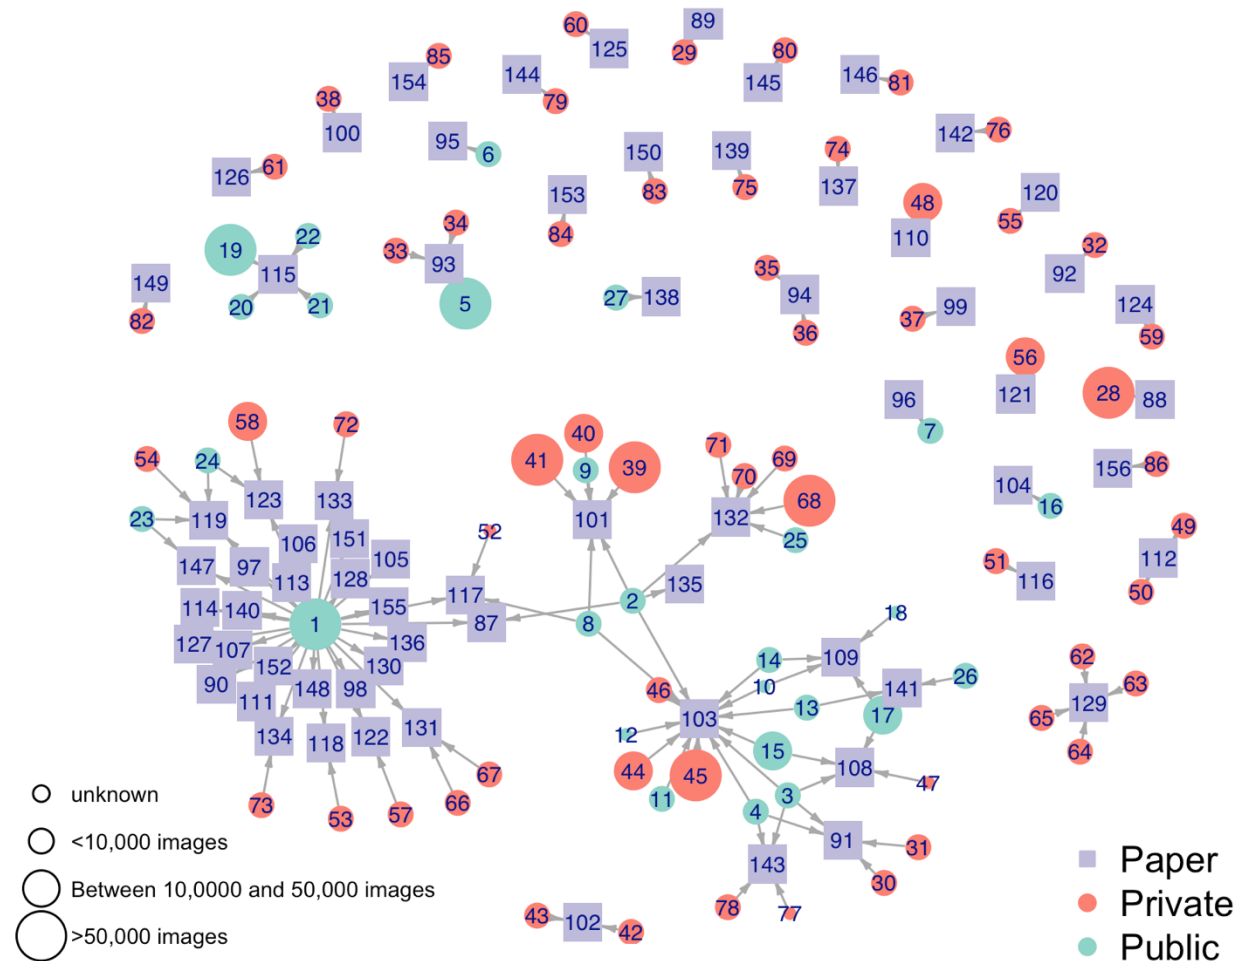 60 89
125 29 80
85 144 145 146 81
154 79
38
100 95 6 150 139 74 142 76
126 61 83 75 137
153 48 120
34 84 110 55
19 22 33 93 32
149 115 5 27 138 35 94 99 92 124
82 20 21 36 37 59
56
121 28 88
96 7
58 72 40 71 69
54 24 41 9 39 70 156 86
123 133 68 104 16
23 119 101 132 49
106 151 52 25 112
147 97 105 51
113 128 135 116 50
114 140 155 117 2
1 8 87 18
127 107 136 109
152 130 14 62
90 148 98 46 10 141 26 63
111 13 129
131 103 17 65
134 118 122 12 15 64
44 45 108
67 11 3 47
73 53 57 66 4
91 31
143 30
78 77
43 102 42
unknown
<10,000 images
Between 10,0000 and 50,000 images
>50,000 images
Paper
Private
Public